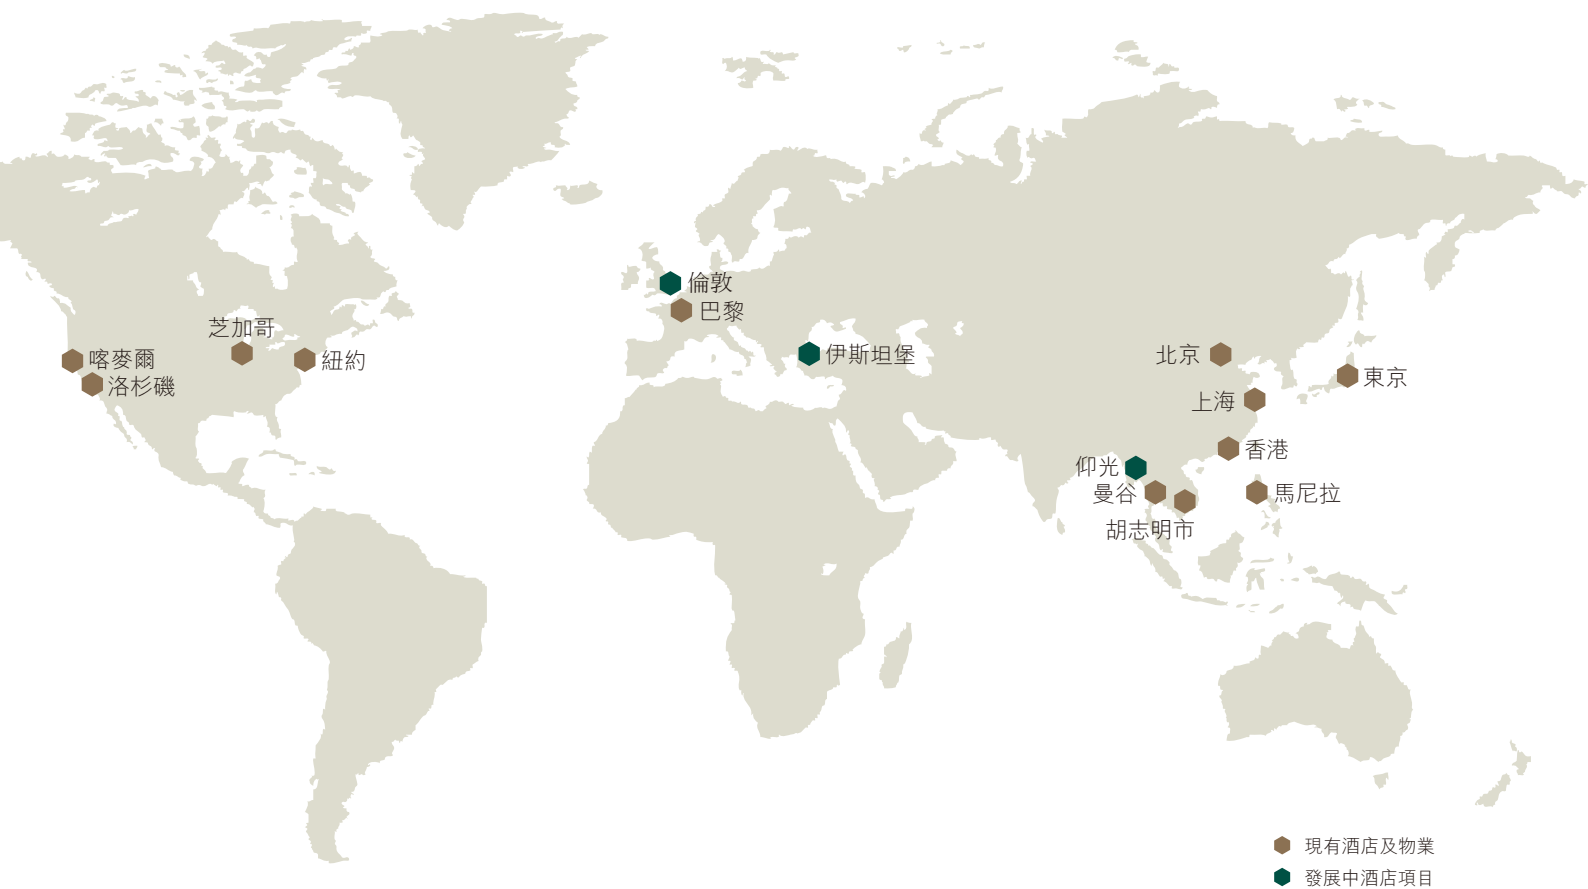 倫敦
巴黎
芝加哥
喀麥爾
紐約
洛杉磯
伊斯坦堡
北京
東京
上海
香港
仰光
曼谷
馬尼拉
胡志明市
現有酒店及物業
發展中酒店項目